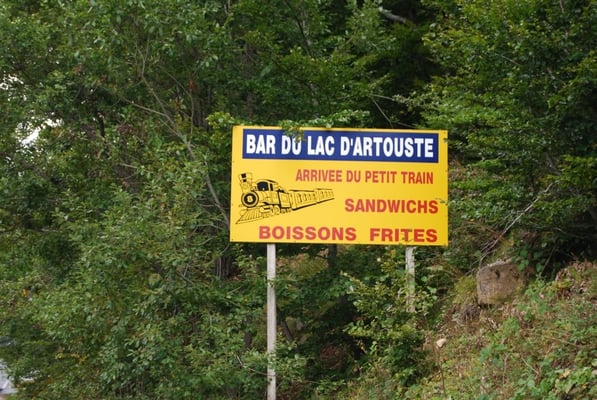 BAR DU LAC D'ARTOUSTE
ARRIVEE DU PETIT TRAIN
SANDWICHS
BOISSONS FRITES